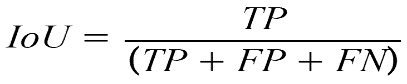 IoU = TP / (TP + FP + FN)